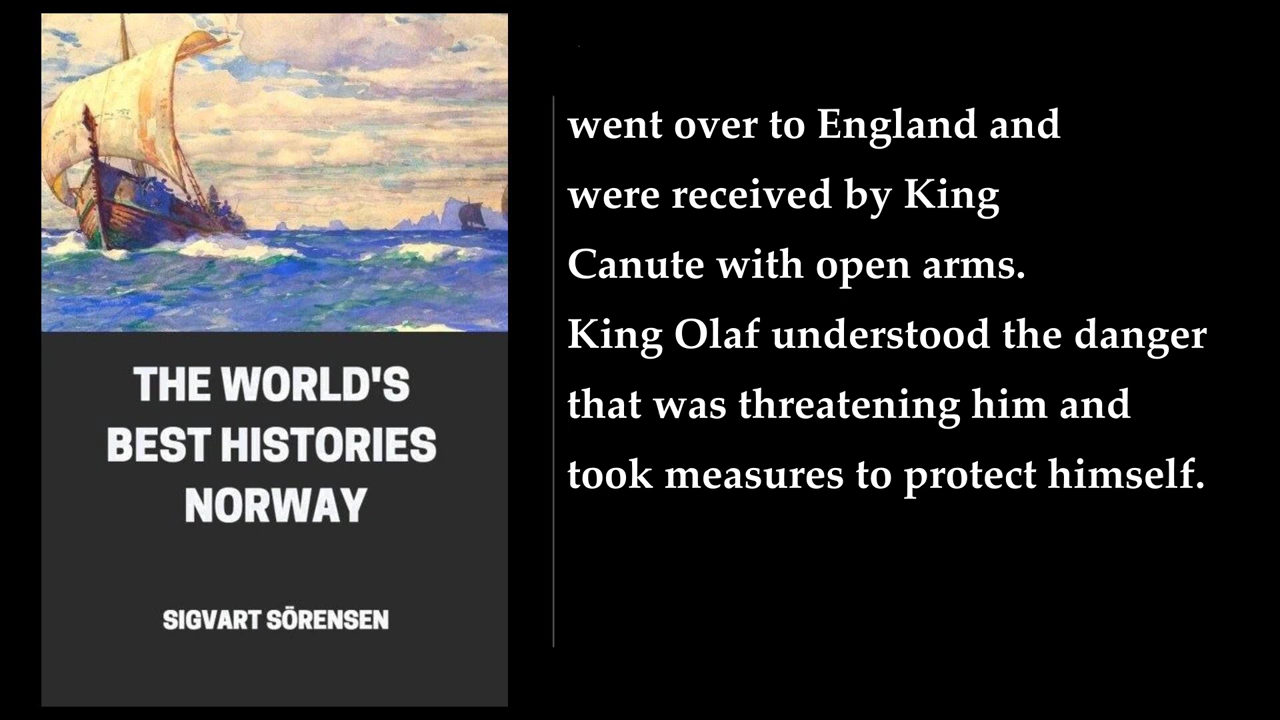 THE WORLD'S
BEST HISTORIES
NORWAY
SIGVART SÖRENSEN
went over to England and
were received by King
Canute with open arms.
King Olaf understood the danger
that was threatening him and
took measures to protect himself.